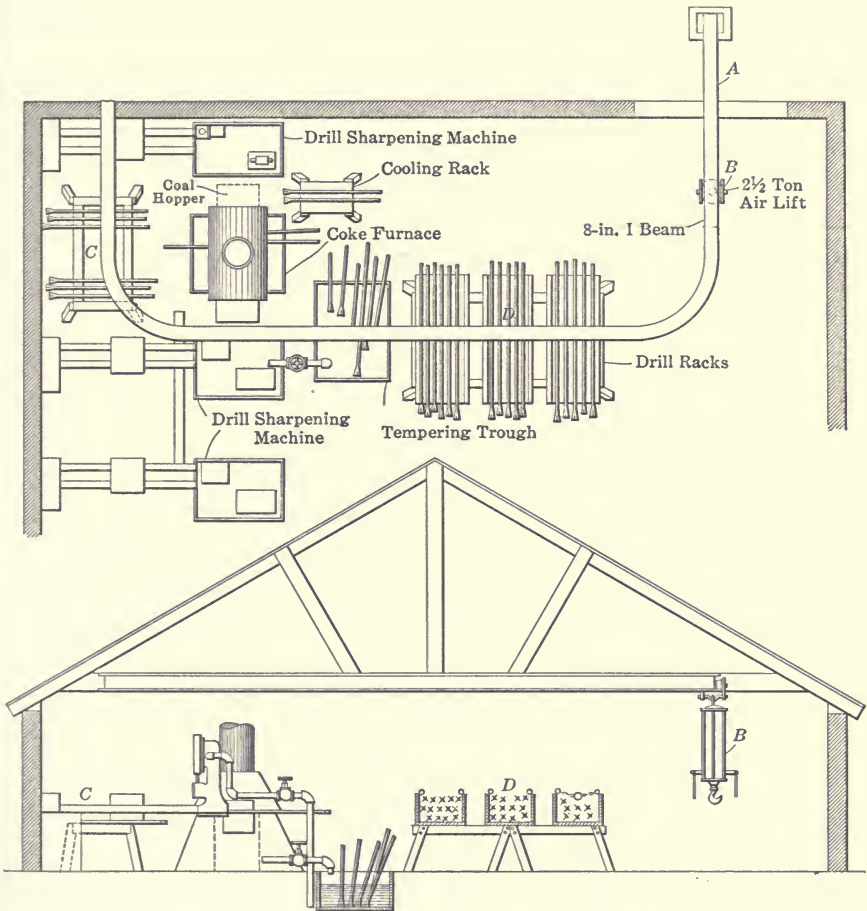 A
Drill Sharpening Machine
B
Cooling Rack
2½ Ton
Air Lift
Coal
Hopper
8-in. I Beam
Coke Furnace
C
D
Drill Racks
Drill Sharpening
Machine
Tempering Trough
B
C
D